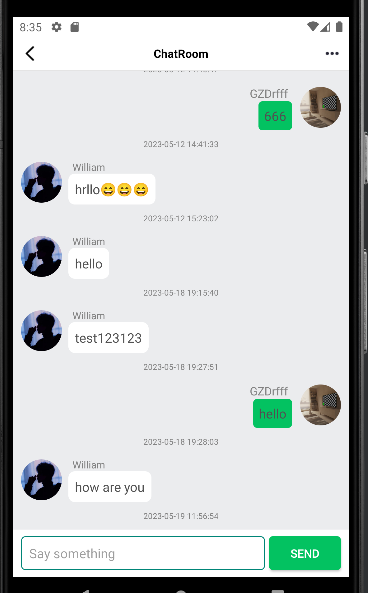 8:35
ChatRoom
GZDrfff
666
2023-05-12 14:41:33
William
hrllo😄😄😄
2023-05-12 15:23:02
William
hello
2023-05-18 19:15:40
William
test123123
2023-05-18 19:27:51
GZDrfff
hello
2023-05-18 19:28:03
William
how are you
2023-05-19 11:56:54
Say something
SEND